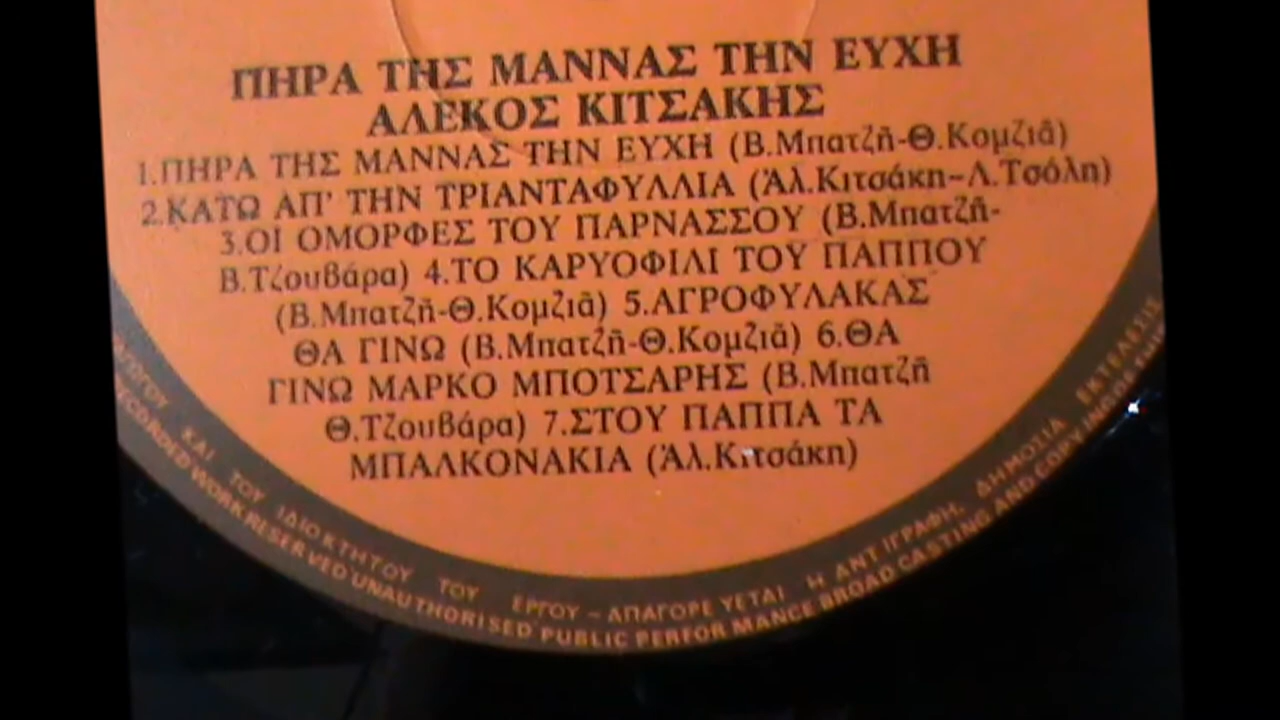 ΠΗΡΑ ΤΗΣ ΜΑΝΝΑΣ ΤΗΝ ΕΥΧΗ
ΑΛΕΚΟΣ ΚΙΤΣΑΚΗΣ
1.ΠΗΡΑ ΤΗΣ ΜΑΝΝΑΣ ΤΗΝ ΕΥΧΗ (Β.Μπατζῆ-Θ.Κομζιᾶ)
2.ΚΑΤΩ ΑΠ' ΤΗΝ ΤΡΙΑΝΤΑΦΥΛΛΙΑ (Ἀλ.Κιτσάκη-Λ.Τσόλη)
3.ΟΙ ΟΜΟΡΦΕΣ ΤΟΥ ΠΑΡΝΑΣΣΟΥ (Β.Μπατζῆ-
Β.Τζουβάρα) 4.ΤΟ ΚΑΡΥΟΦΙΛΙ ΤΟΥ ΠΑΠΠΟΥ
(Β.Μπατζῆ-Θ.Κομζιᾶ) 5.ΑΓΡΟΦΥΛΑΚΑΣ
ΘΑ ΓΙΝΩ (Β.Μπατζῆ-Θ.Κομζιᾶ) 6.ΘΑ
ΓΙΝΩ ΜΑΡΚΟ ΜΠΟΤΣΑΡΗΣ (Β.Μπατζῆ
Θ.Τζουβάρα) 7.ΣΤΟΥ ΠΑΠΠΑ ΤΑ
ΜΠΑΛΚΟΝΑΚΙΑ (Ἀλ.Κιτσάκη)
ΚΑΙ ΤΟΥ ΙΔΙΟΚΤΗΤΟΥ ΤΟΥ ΕΡΓΟΥ - ΑΠΑΓΟΡΕΥΕΤΑΙ Η ΑΝΤΙΓΡΑΦΗ, ΔΗΜΟΣΙΑ ΕΚΤΕΛΕΣΙΣ
WORK RESERVED UNAUTHORISED PUBLIC PERFORMANCE BROADCASTING AND COPYING